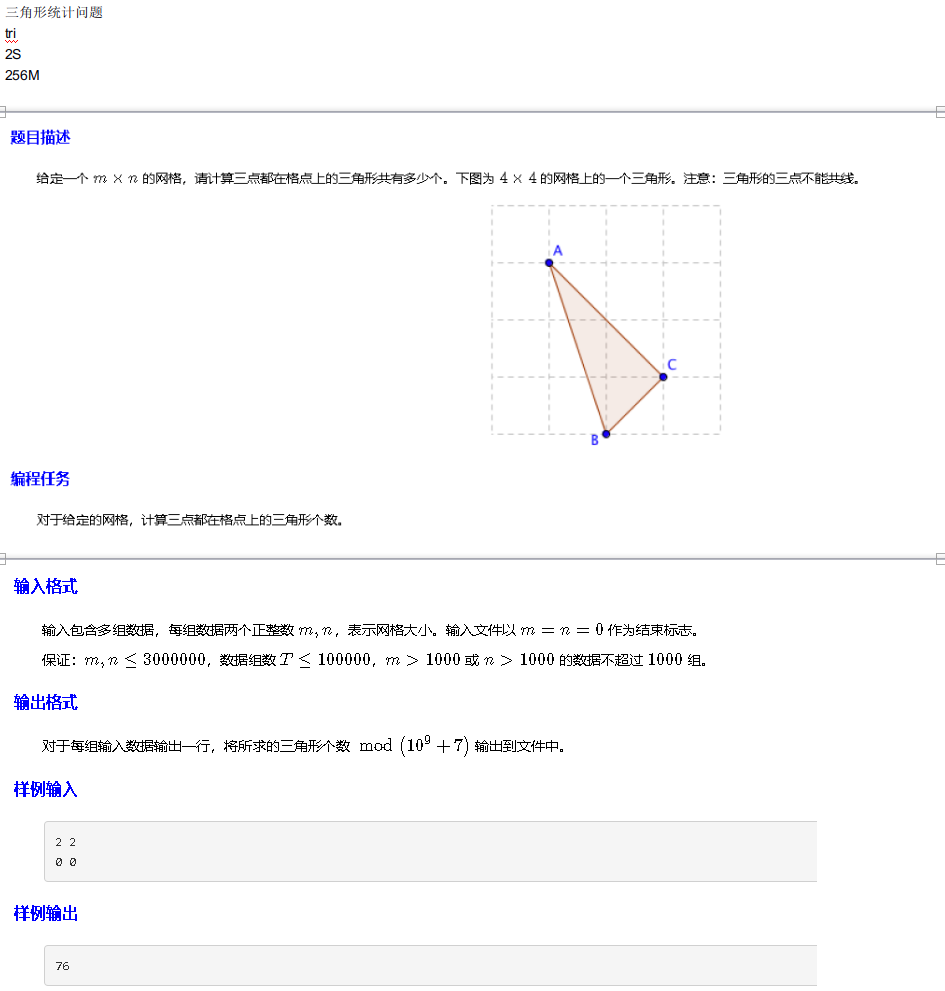 三角形统计问题
tri
2S
256M
题目描述
给定一个 m × n 的网格，请计算三点都在格点上的三角形共有多少个。下图为 4 × 4 的网格上的一个三角形。注意：三角形的三点不能共线。
A
C
B
编程任务
对于给定的网格，计算三点都在格点上的三角形个数。
输入格式
输入包含多组数据，每组数据两个正整数 m, n，表示网格大小。输入文件以 m = n = 0 作为结束标志。
保证：m, n ≤ 3000000，数据组数 T ≤ 100000，m > 1000 或 n > 1000 的数据不超过 1000 组。
输出格式
对于每组输入数据输出一行，将所求的三角形个数 mod (10⁹ + 7) 输出到文件中。
样例输入
2 2
0 0
样例输出
76